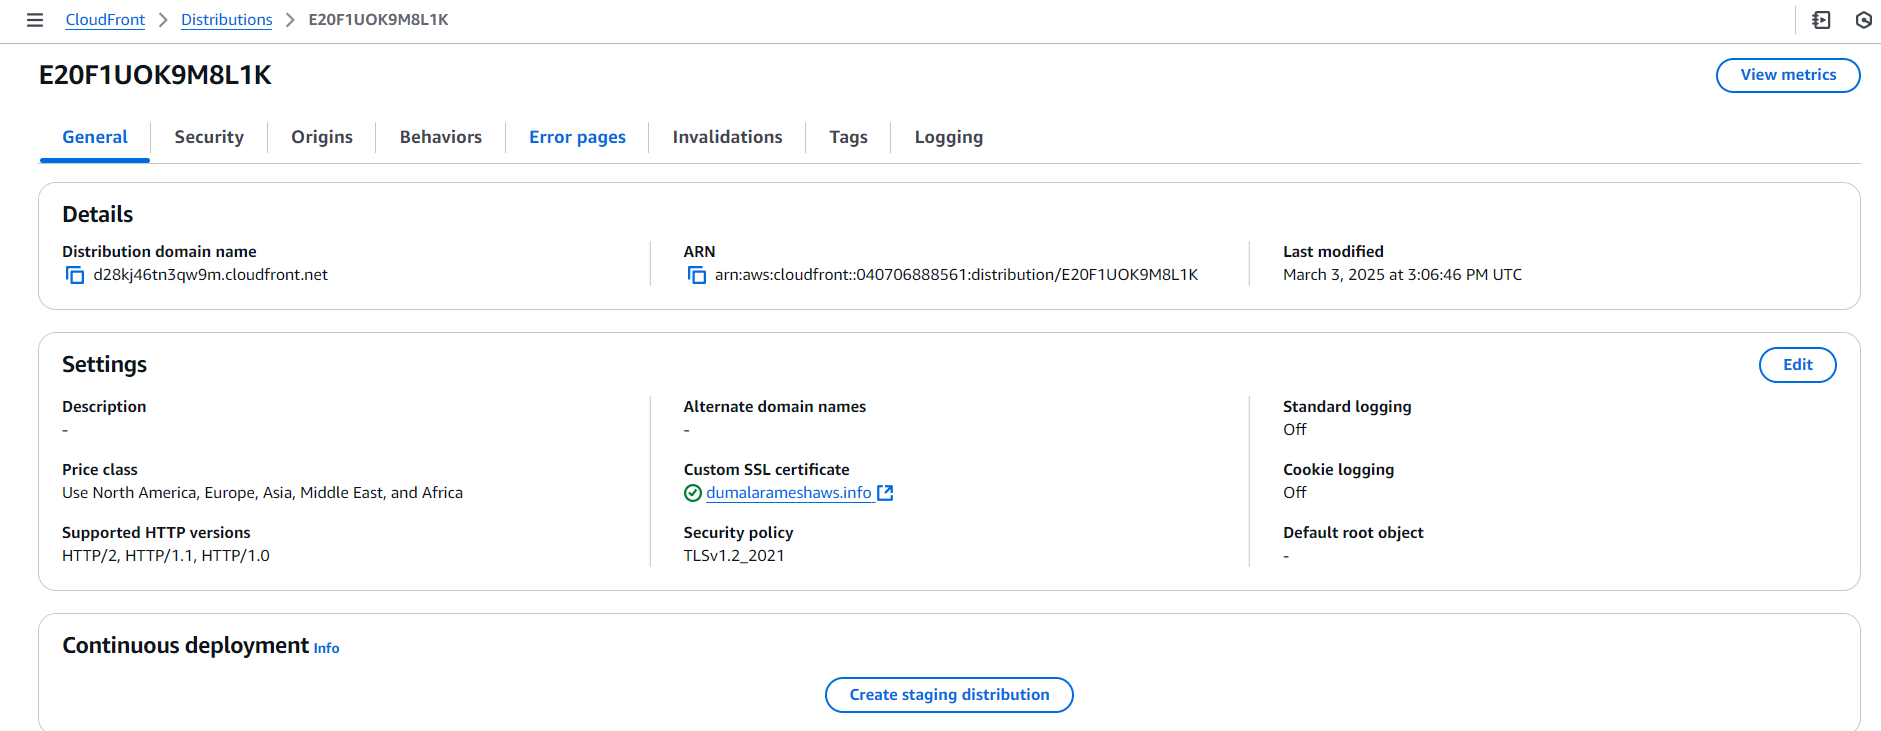 CloudFront > Distributions > E20F1UOK9M8L1K
E20F1UOK9M8L1K
View metrics
General Security Origins Behaviors Error pages Invalidations Tags Logging
Details
Distribution domain name ARN Last modified
d28kj46tn3qw9m.cloudfront.net arn:aws:cloudfront::040706888561:distribution/E20F1UOK9M8L1K March 3, 2025 at 3:06:46 PM UTC
Settings
Edit
Description Alternate domain names Standard logging
- - Off
Price class Custom SSL certificate Cookie logging
Use North America, Europe, Asia, Middle East, and Africa dumalarameshaws.info Off
Supported HTTP versions Security policy Default root object
HTTP/2, HTTP/1.1, HTTP/1.0 TLSv1.2_2021 -
Continuous deployment Info
Create staging distribution